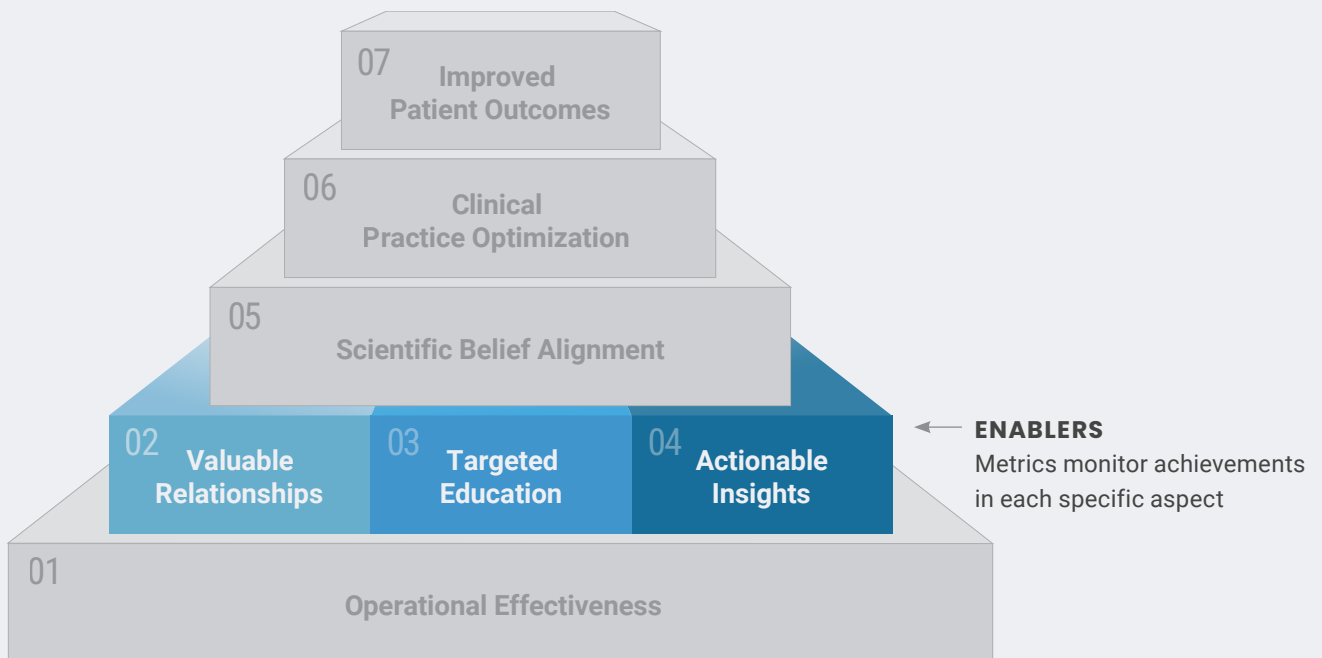 07
Improved
Patient Outcomes
06
Clinical
Practice Optimization
05
Scientific Belief Alignment
02
Valuable
Relationships
03
Targeted
Education
04
Actionable
Insights
ENABLERS
Metrics monitor achievements
in each specific aspect
01
Operational Effectiveness